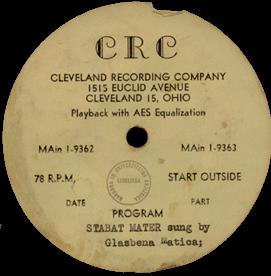 CRC
CLEVELAND RECORDING COMPANY
1515 EUCLID AVENUE
CLEVELAND 15, OHIO
Playback with AES Equalization
MAin 1-9362 MAin 1-9363
78 R.P.M. START OUTSIDE
DATE PART
PROGRAM
STABAT MATER sung by
Glasbena Matica;